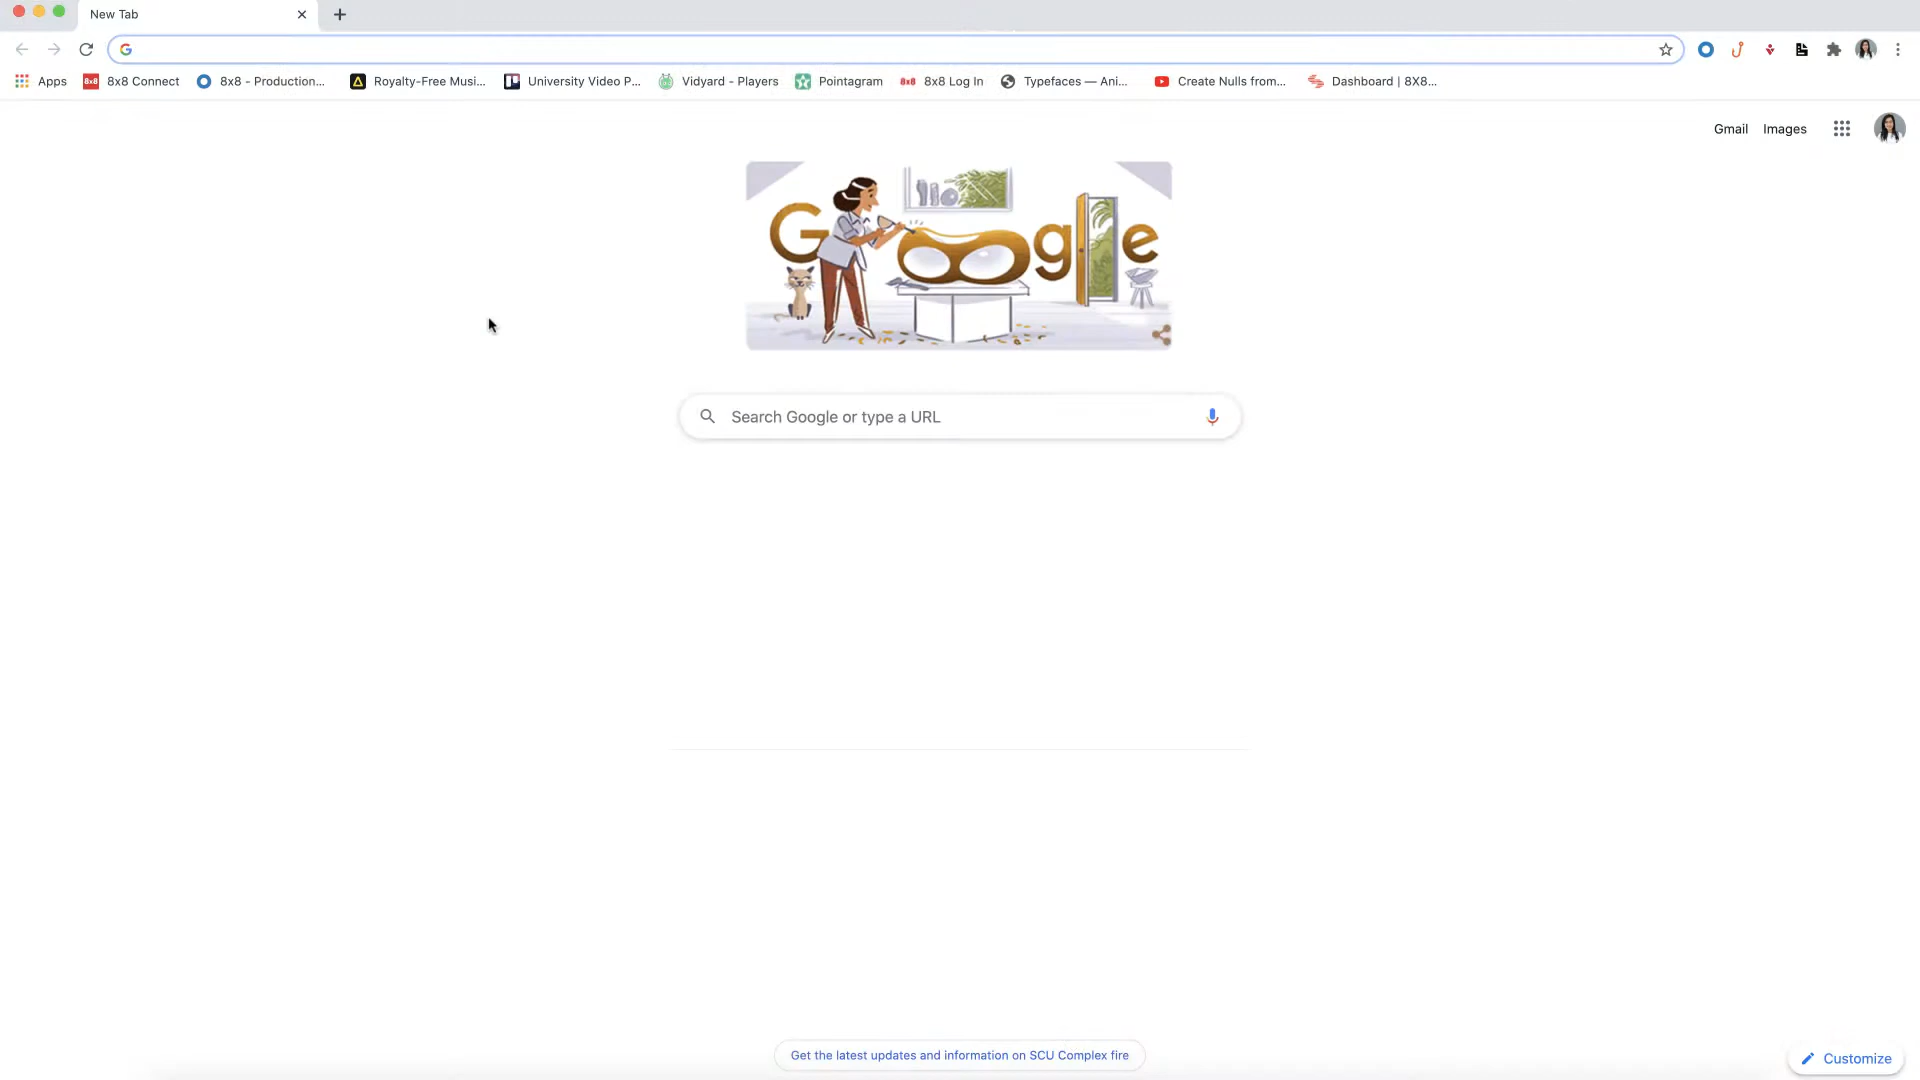 New Tab
Apps 8x8 Connect 8x8 - Production... Royalty-Free Musi... University Video P... Vidyard - Players Pointagram 8x8 8x8 Log In Typefaces — Ani... Create Nulls from... Dashboard | 8X8...
Gmail Images
Google
Search Google or type a URL
Get the latest updates and information on SCU Complex fire
Customize